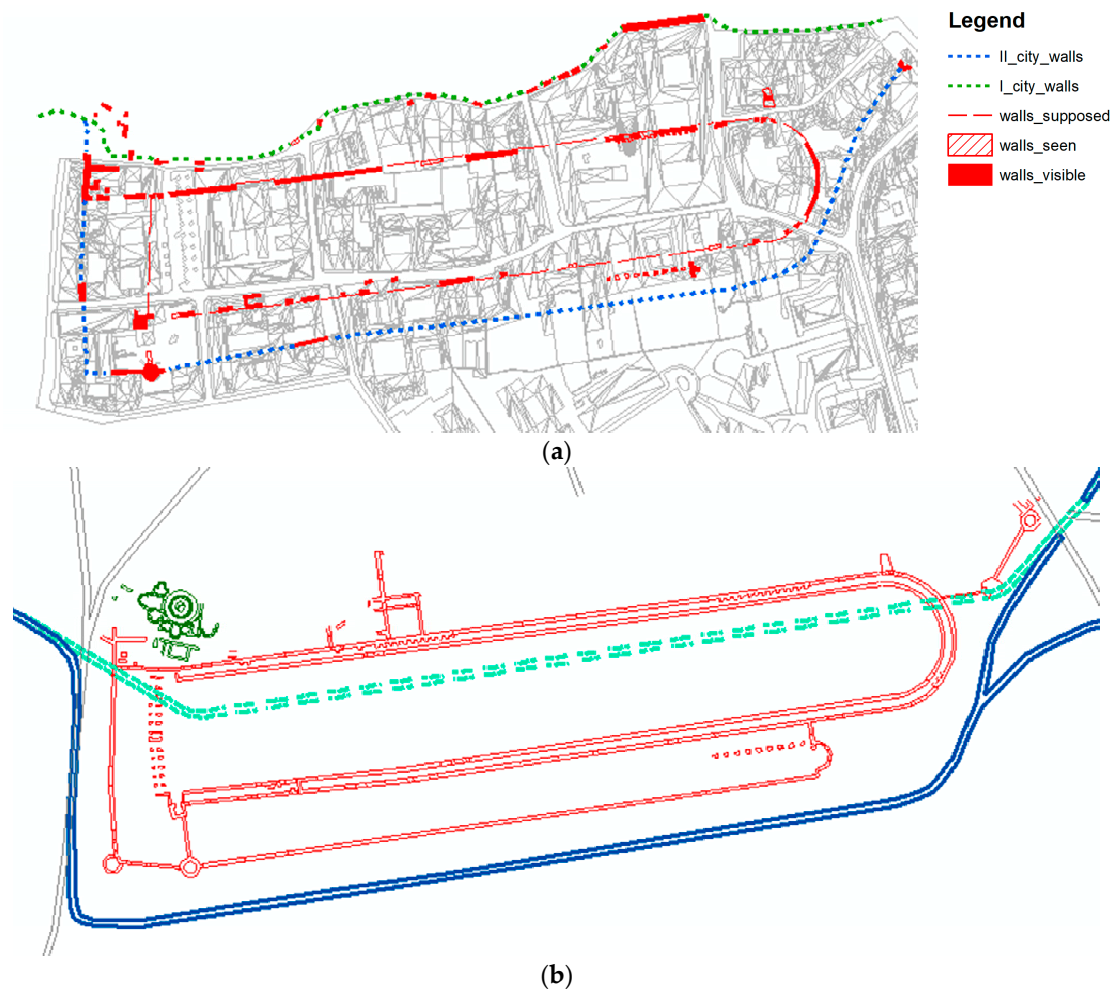 Legend
II_city_walls
I_city_walls
walls_supposed
walls_seen
walls_visible
(a)
(b)